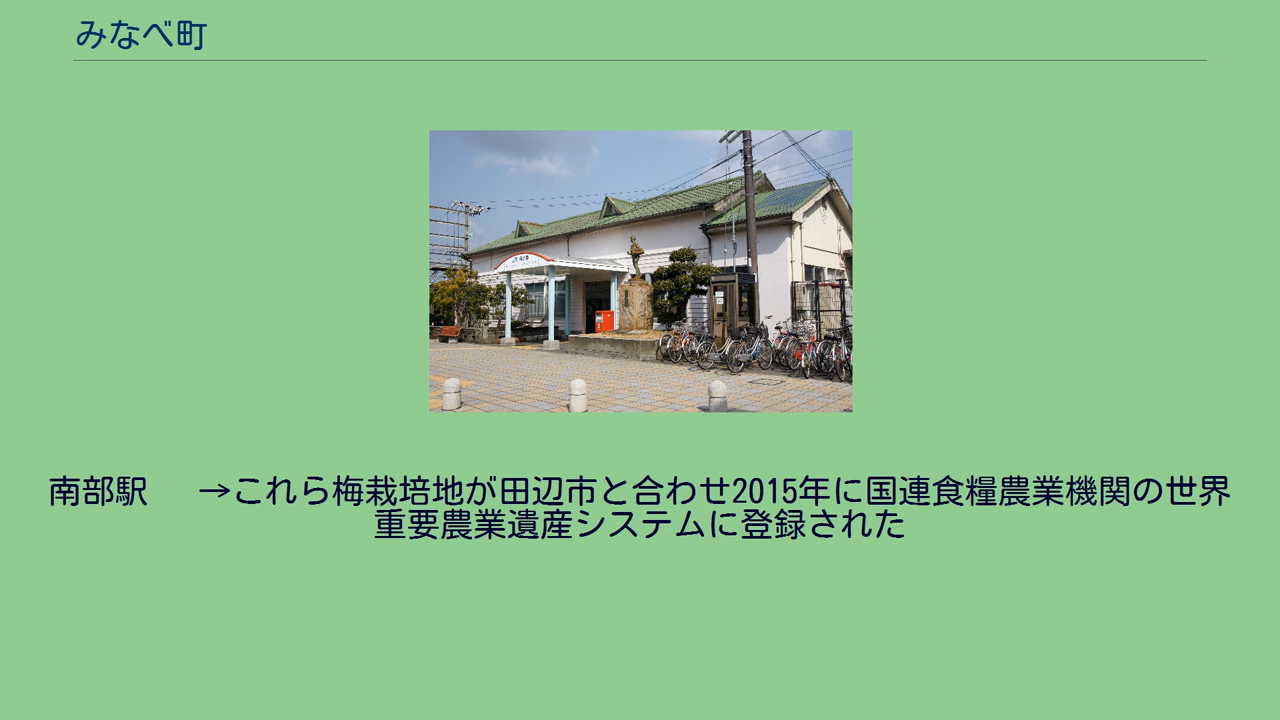 みなべ町
南部駅　→これら梅栽培地が田辺市と合わせ2015年に国連食糧農業機関の世界
重要農業遺産システムに登録された